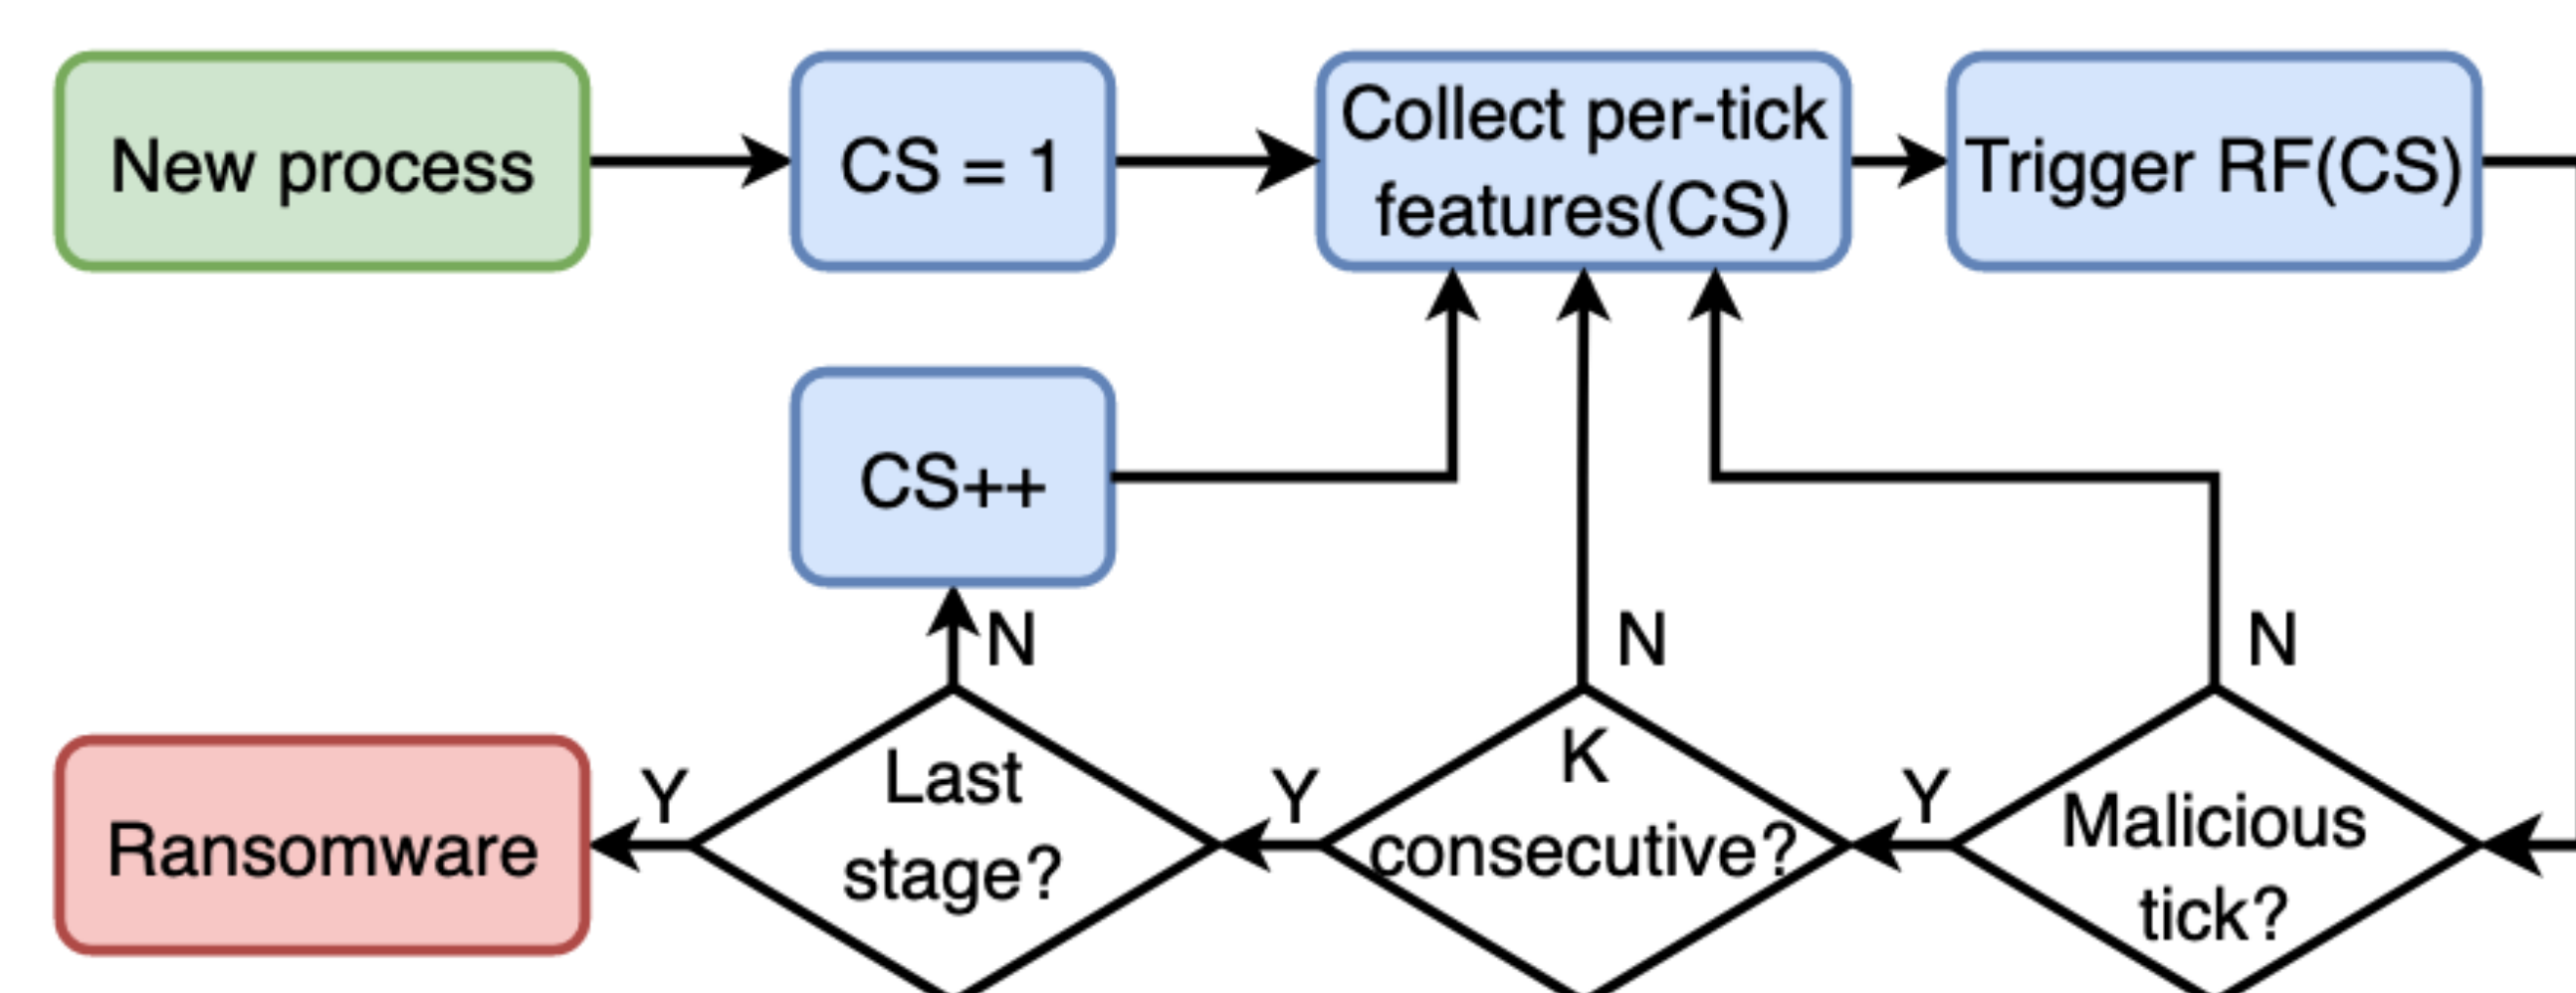 New process
CS = 1
Collect per-tick
features(CS)
Trigger RF(CS)
CS++
N
N
N
Ransomware
Y
Last
stage?
Y
K
consecutive?
Y
Malicious
tick?